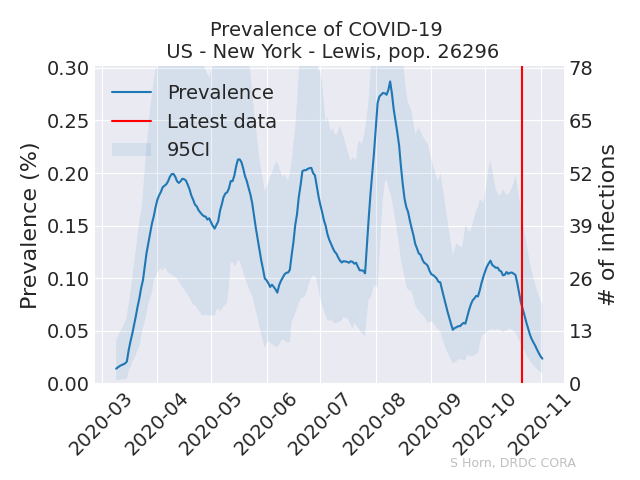 Prevalence of COVID-19
US - New York - Lewis, pop. 26296
Prevalence
Latest data
95CI
Prevalence (%)
0.30
0.25
0.20
0.15
0.10
0.05
0.00
78
65
52
39
26
13
0
# of infections
2020-03
2020-04
2020-05
2020-06
2020-07
2020-08
2020-09
2020-10
2020-11
S Horn, DRDC CORA